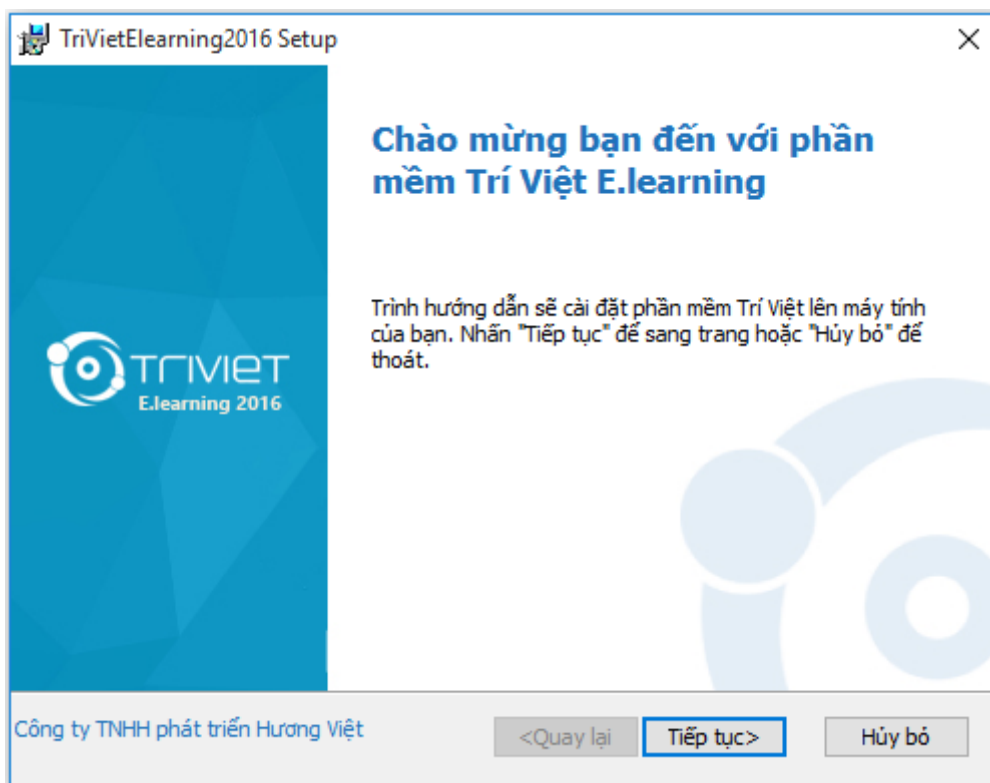 TriVietElearning2016 Setup
Chào mừng bạn đến với phần
mềm Trí Việt E.learning
Trình hướng dẫn sẽ cài đặt phần mềm Trí Việt lên máy tính
của bạn. Nhấn "Tiếp tục" để sang trang hoặc "Hủy bỏ" để
thoát.
TRIVIET
E.learning 2016
Công ty TNHH phát triển Hương Việt
<Quay lại
Tiếp tục>
Hủy bỏ